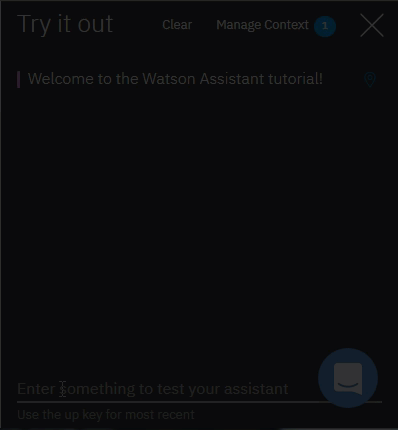 Try it out Clear Manage Context 1
Welcome to the Watson Assistant tutorial!
Enter something to test your assistant
Use the up key for most recent